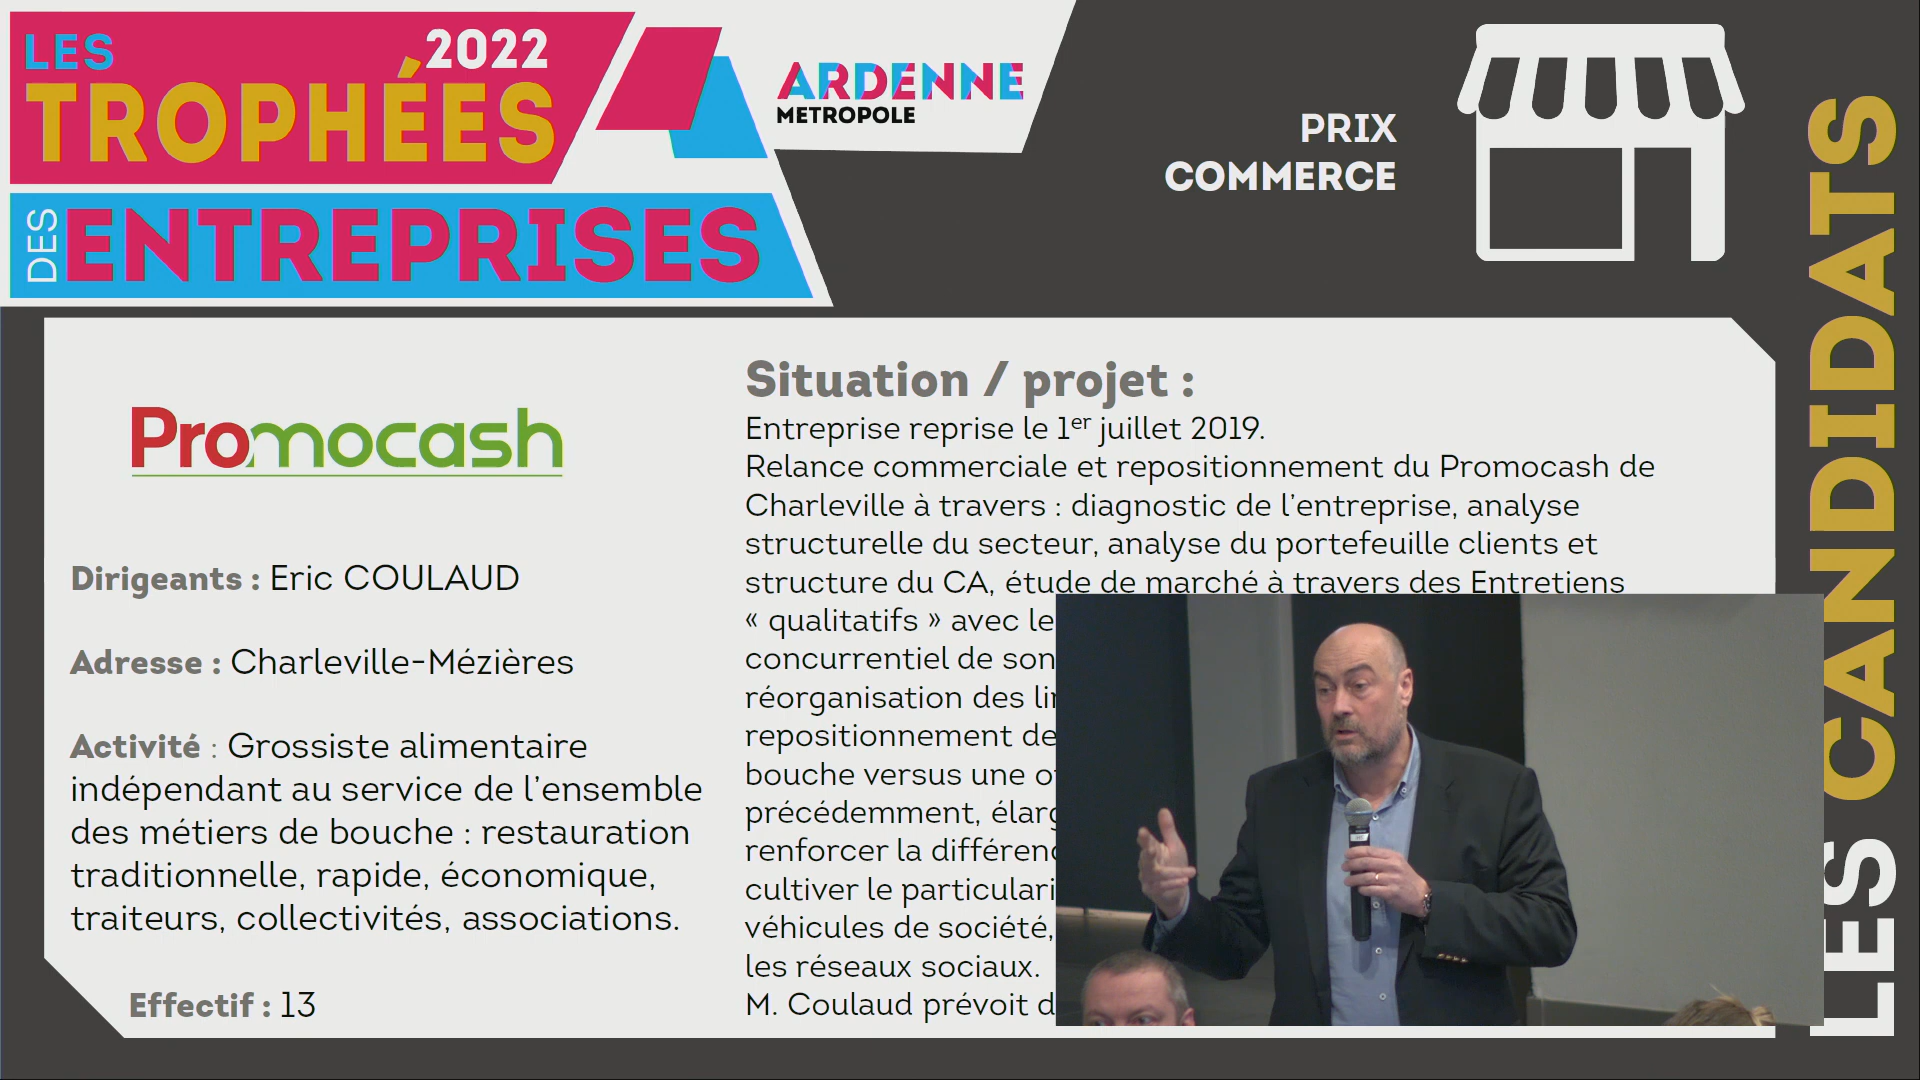 LES
2022
TROPHÉES
DES ENTREPRISES
ARDENNE
METROPOLE
PRIX
COMMERCE
LES CANDIDATS
Promocash
Dirigeants : Eric COULAUD
Adresse : Charleville-Mézières
Activité : Grossiste alimentaire
indépendant au service de l'ensemble
des métiers de bouche : restauration
traditionnelle, rapide, économique,
traiteurs, collectivités, associations.
Effectif : 13
Situation / projet :
Entreprise reprise le 1er juillet 2019.
Relance commerciale et repositionnement du Promocash de
Charleville à travers : diagnostic de l'entreprise, analyse
structurelle du secteur, analyse du portefeuille clients et
structure du CA, étude de marché à travers des Entretiens
« qualitatifs » avec le
concurrentiel de son
réorganisation des
repositionnement de
bouche versus une
précédemment,
renforcer la
cultiver le
véhicules de société,
les réseaux sociaux.
M. Coulaud prévoit